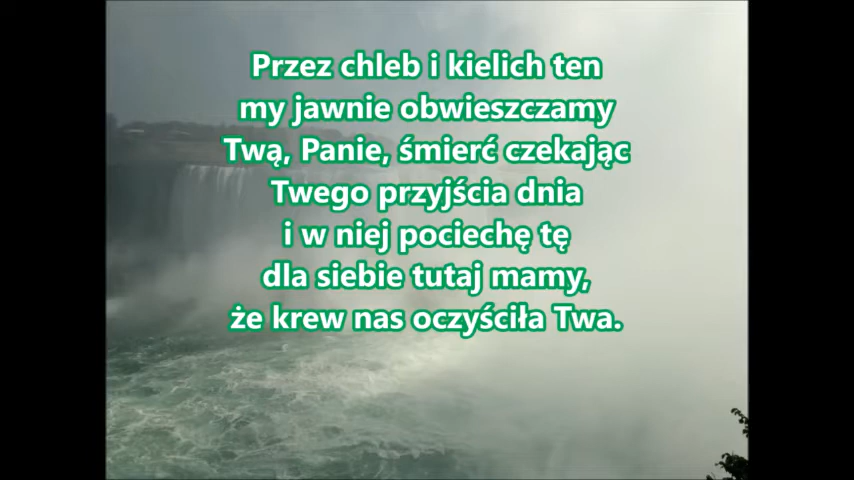 Przez chleb i kielich ten
my jawnie obwieszczamy
Twą, Panie, śmierć czekając
Twego przyjścia dnia
i w niej pociechę tę
dla siebie tutaj mamy,
że krew nas oczyściła Twa.